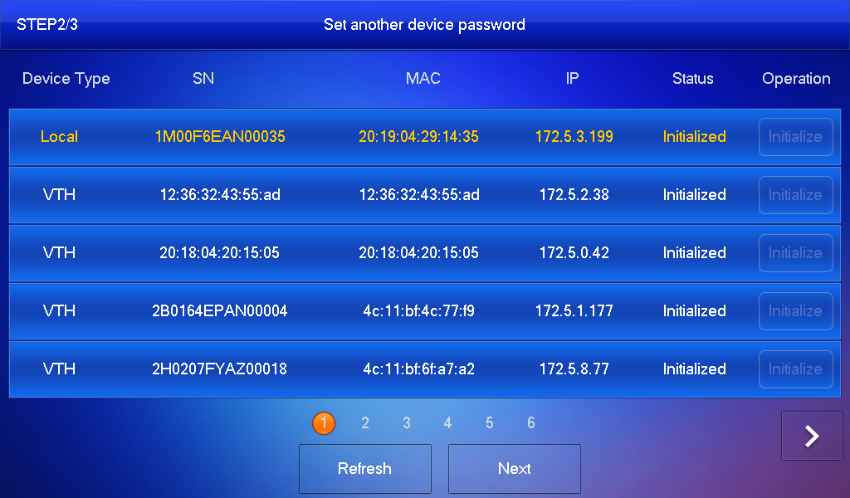 STEP2/3 Set another device password
Device Type SN MAC IP Status Operation
Local 1M00F6EAN00035 20:19:04:29:14:35 172.5.3.199 Initialized Initialize
VTH 12:36:32:43:55:ad 12:36:32:43:55:ad 172.5.2.38 Initialized Initialize
VTH 20:18:04:20:15:05 20:18:04:20:15:05 172.5.0.42 Initialized Initialize
VTH 2B0164EPAN00004 4c:11:bf:4c:77:f9 172.5.1.177 Initialized Initialize
VTH 2H0207FYAZ00018 4c:11:bf:6f:a7:a2 172.5.8.77 Initialized Initialize
1 2 3 4 5 6
Refresh Next